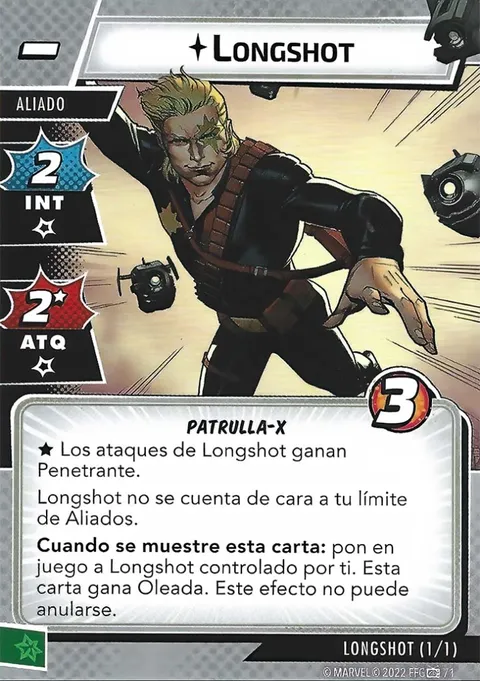 LONGSHOT
ALIADO
2
INT
2
ATQ
3
PATRULLA-X
★ Los ataques de Longshot ganan
Penetrante.
Longshot no se cuenta de cara a tu límite
de Aliados.
Cuando se muestre esta carta: pon en
juego a Longshot controlado por ti. Esta
carta gana Oleada. Este efecto no puede
anularse.
LONGSHOT (1/1)
© MARVEL © 2022 FFG 71